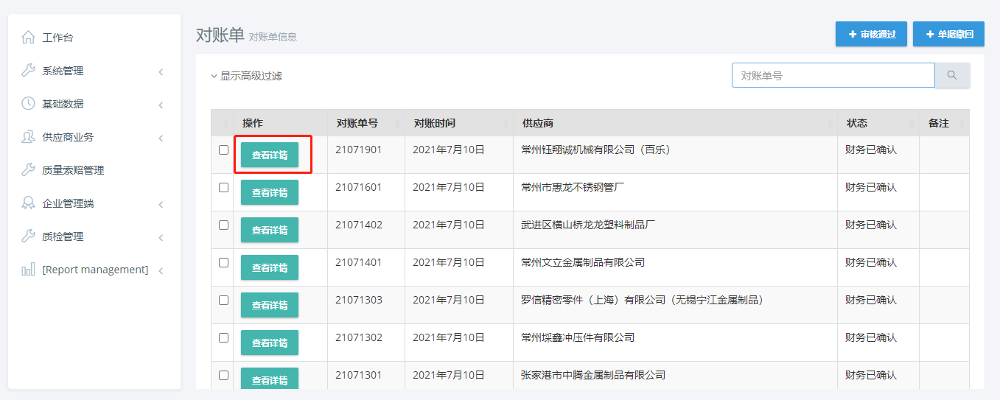 工作台
系统管理
基础数据
供应商业务
质量索赔管理
企业管理端
质检管理
[Report management]
对账单 对账单信息
审核通过 单据撤回
显示高级过滤
对账单号
操作 对账单号 对账时间 供应商 状态 备注
查看详情 21071901 2021年7月10日 常州钰翔诚机械有限公司（百乐） 财务已确认
查看详情 21071601 2021年7月10日 常州市惠龙不锈钢管厂 财务已确认
查看详情 21071402 2021年7月10日 武进区横山桥龙龙塑料制品厂 财务已确认
查看详情 21071401 2021年7月10日 常州文立金属制品有限公司 财务已确认
查看详情 21071303 2021年7月10日 罗信精密零件（上海）有限公司（无锡宁江金属制品） 财务已确认
查看详情 21071302 2021年7月10日 常州埰鑫冲压件有限公司 财务已确认
查看详情 21071301 2021年7月10日 张家港市中腾金属制品有限公司 财务已确认